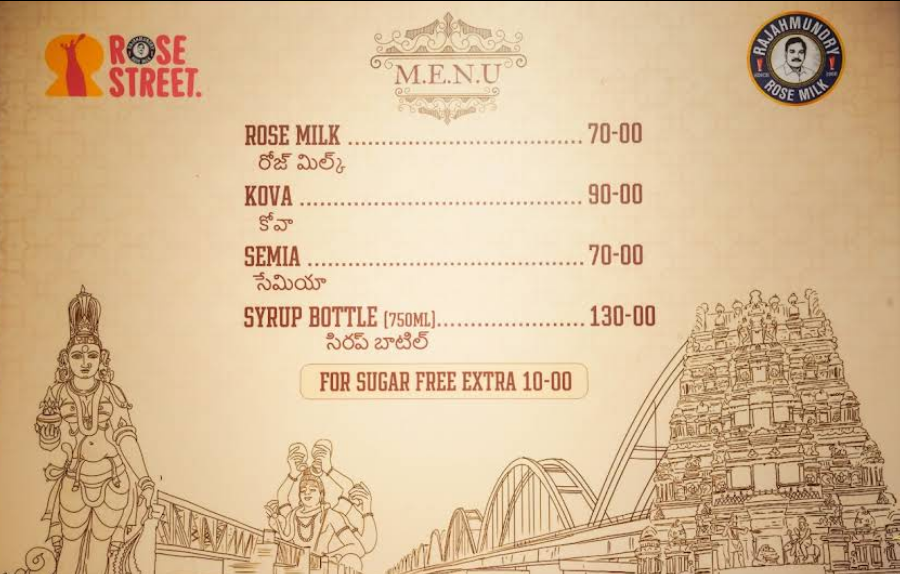 ROSE
STREET.
M.E.N.U
RAJAHMUNDRY
ROSE MILK
ROSE MILK ........................................ 70-00
రోజ్ మిల్క్
KOVA ................................................ 90-00
కోవా
SEMIA ............................................... 70-00
సేమియా
SYRUP BOTTLE (750ML)......................... 130-00
సిరప్ బాటిల్
FOR SUGAR FREE EXTRA 10-00